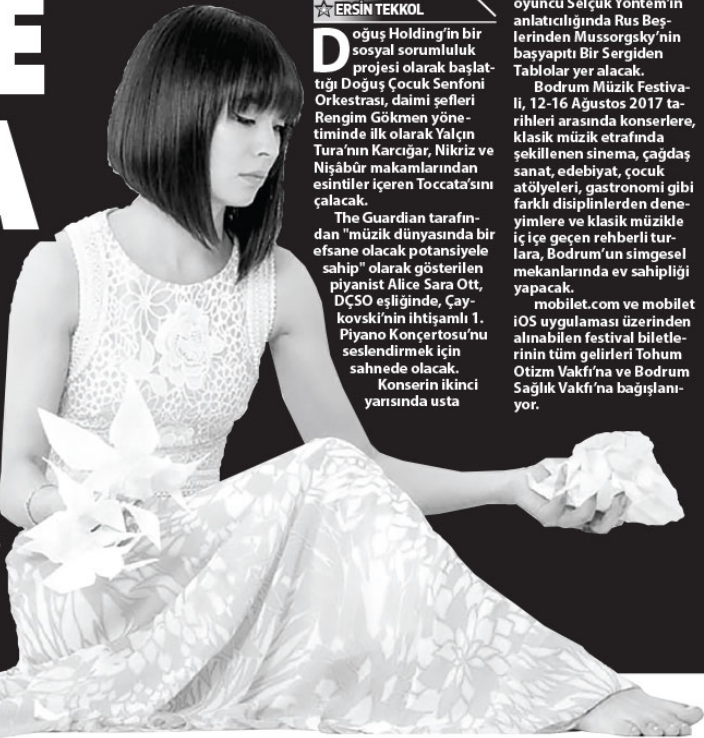 E
A
ERSİN TEKKOL
Doğuş Holding’in bir
sosyal sorumluluk
projesi olarak başlat-
tığı Doğuş Çocuk Senfoni
Orkestrası, daimi şefleri
Rengim Gökmen yöne-
timinde ilk olarak Yalçın
Tura’nın Karcığar, Nikriz ve
Nişâbûr makamlarından
esintiler içeren Toccata’sını
çalacak.
The Guardian tarafın-
dan "müzik dünyasında bir
efsane olacak potansiyele
sahip" olarak gösterilen
piyanist Alice Sara Ott,
DÇSO eşliğinde, Çay-
kovski’nin ihtişamlı 1.
Piyano Konçertosu’nu
seslendirmek için
sahnede olacak.
Konserin ikinci
yarısında usta
oyuncu Selçuk Yöntem’in
anlatıcılığında Rus Beş-
lerinden Mussorgsky’nin
başyapıtı Bir Sergiden
Tablolar yer alacak.
Bodrum Müzik Festiva-
li, 12-16 Ağustos 2017 ta-
rihleri arasında konserlere,
klasik müzik etrafında
şekillenen sinema, çağdaş
sanat, edebiyat, çocuk
atölyeleri, gastronomi gibi
farklı disiplinlerden dene-
yimlere ve klasik müzikle
iç içe geçen rehberli tur-
lara, Bodrum’un simgesel
mekanlarında ev sahipliği
yapacak.
mobilet.com ve mobilet
iOS uygulaması üzerinden
alınabilen festival biletle-
rinin tüm gelirleri Tohum
Otizm Vakfı’na ve Bodrum
Sağlık Vakfı’na bağışlanı-
yor.